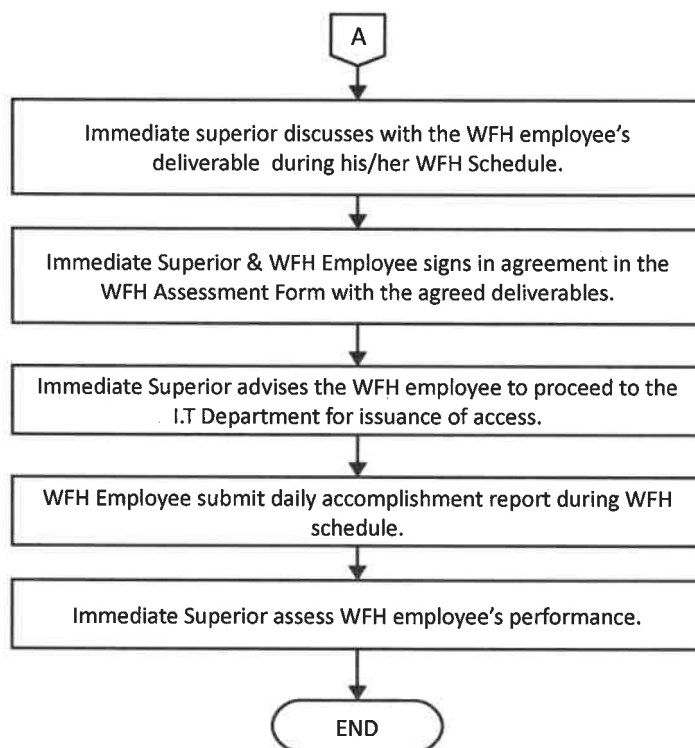 A
Immediate superior discusses with the WFH employee's
deliverable during his/her WFH Schedule.
Immediate Superior & WFH Employee signs in agreement in the
WFH Assessment Form with the agreed deliverables.
Immediate Superior advises the WFH employee to proceed to the
I.T Department for issuance of access.
WFH Employee submit daily accomplishment report during WFH
schedule.
Immediate Superior assess WFH employee's performance.
END